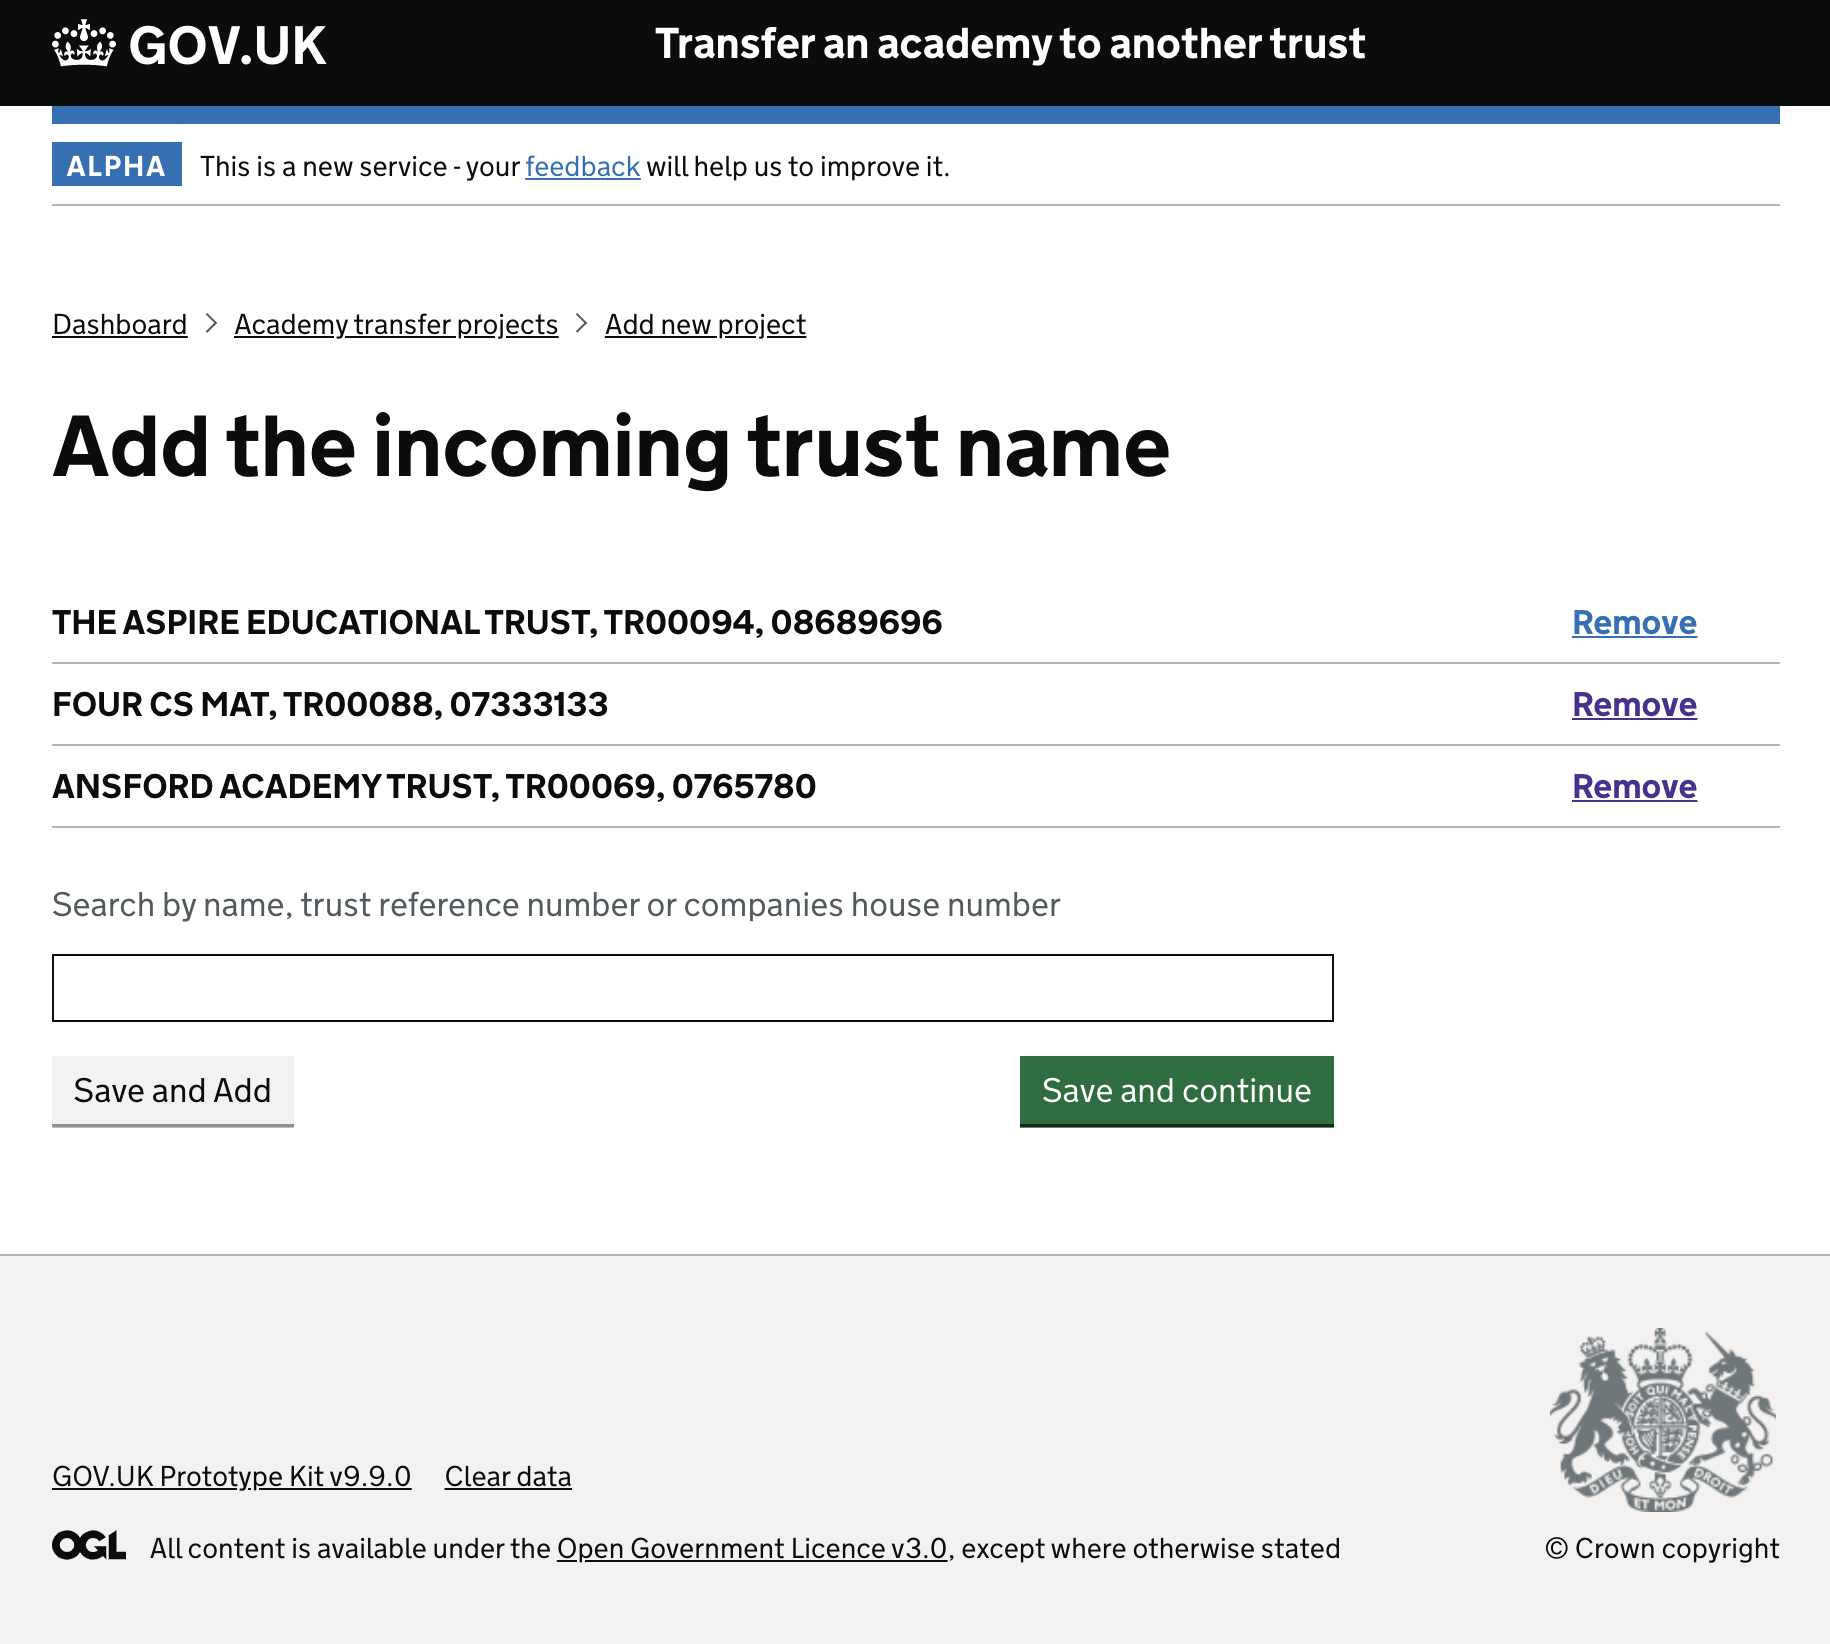 GOV.UK
Transfer an academy to another trust
ALPHA This is a new service - your feedback will help us to improve it.
Dashboard > Academy transfer projects > Add new project
Add the incoming trust name
THE ASPIRE EDUCATIONAL TRUST, TR00094, 08689696 Remove
FOUR CS MAT, TR00088, 07333133 Remove
ANSFORD ACADEMY TRUST, TR00069, 0765780 Remove
Search by name, trust reference number or companies house number
Save and Add
Save and continue
GOV.UK Prototype Kit v9.9.0 Clear data
DIEU ET MON DROIT
OGL All content is available under the Open Government Licence v3.0, except where otherwise stated
© Crown copyright